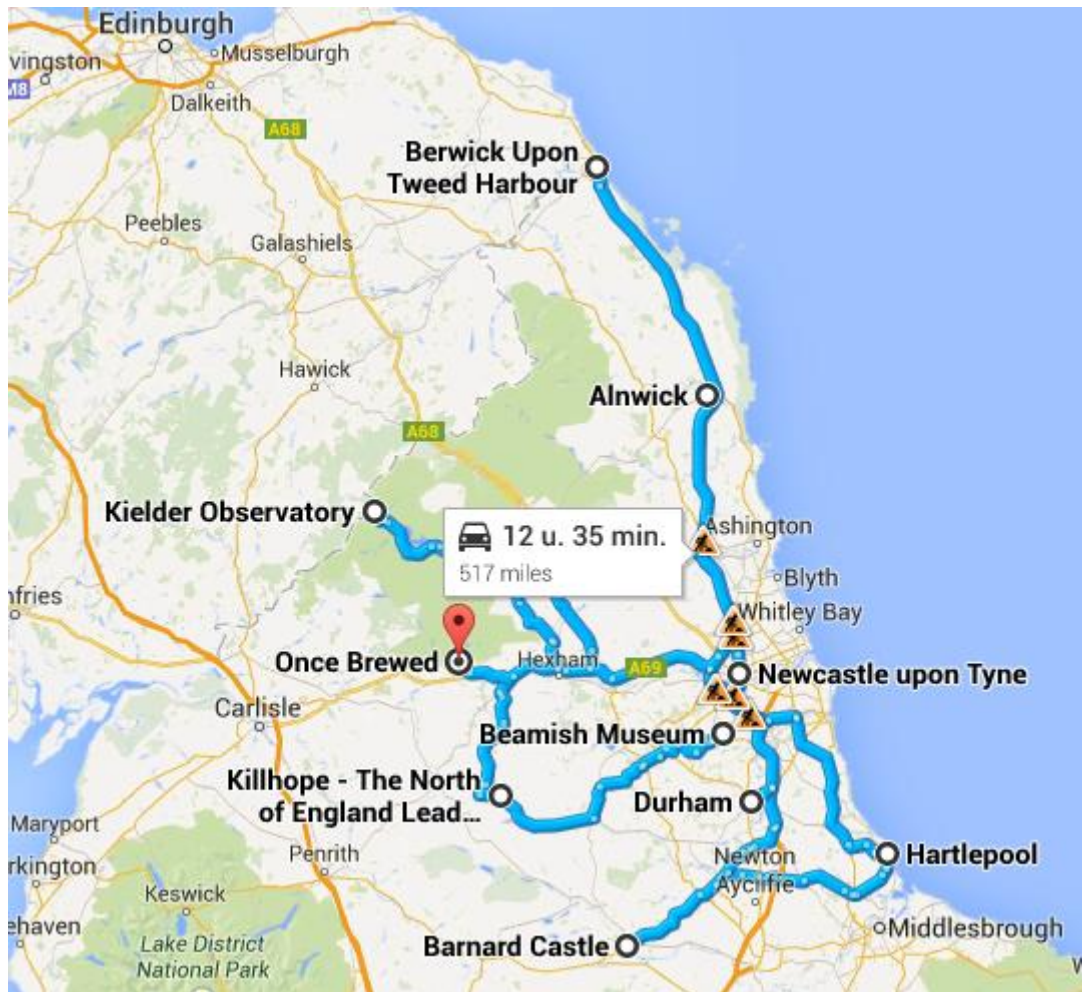 Edinburgh
Musselburgh
vingston
M8
Dalkeith
A68
Berwick Upon
Tweed Harbour
Peebles
Galashiels
Hawick
Alnwick
A68
Kielder Observatory
12 u. 35 min.
517 miles
Ashington
Blyth
nfries
Whitley Bay
Once Brewed
Hexham
A69
Newcastle upon Tyne
Carlisle
Beamish Museum
Killhope - The North
of England Lead...
Durham
Maryport
Penrith
Newton
Aycliffe
Hartlepool
rkington
Keswick
ehaven
Barnard Castle
Middlesbrough
Lake District
National Park
W